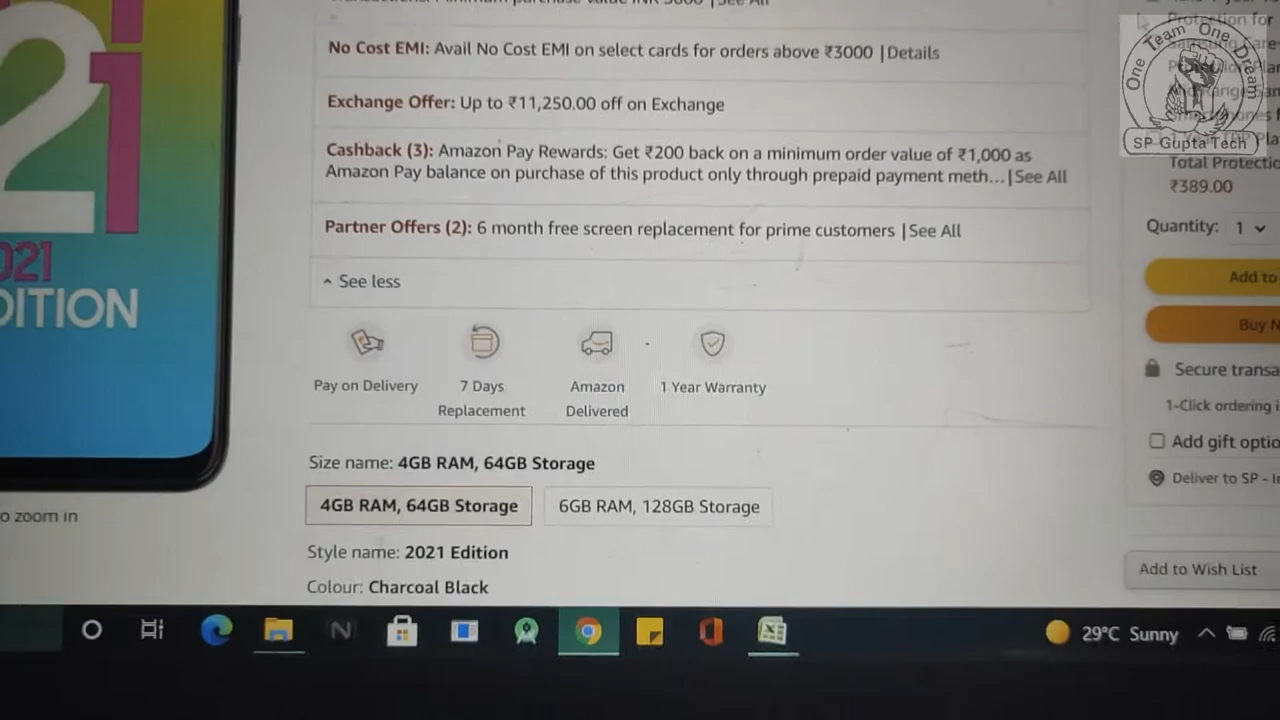 21
2021
EDITION
o zoom in
No Cost EMI: Avail No Cost EMI on select cards for orders above ₹3000 |Details
Exchange Offer: Up to ₹11,250.00 off on Exchange
Cashback (3): Amazon Pay Rewards: Get ₹200 back on a minimum order value of ₹1,000 as
Amazon Pay balance on purchase of this product only through prepaid payment meth...|See All
Partner Offers (2): 6 month free screen replacement for prime customers |See All
See less
Pay on Delivery
7 Days
Replacement
Amazon
Delivered
1 Year Warranty
Size name: 4GB RAM, 64GB Storage
4GB RAM, 64GB Storage
6GB RAM, 128GB Storage
Style name: 2021 Edition
Colour: Charcoal Black
Protection for
One Team One Dream
SP Gupta Tech
Total Protectio
₹389.00
Quantity: 1
Add to
Buy N
Secure transa
1-Click ordering i
Add gift optio
Deliver to SP - In
Add to Wish List
29°C Sunny